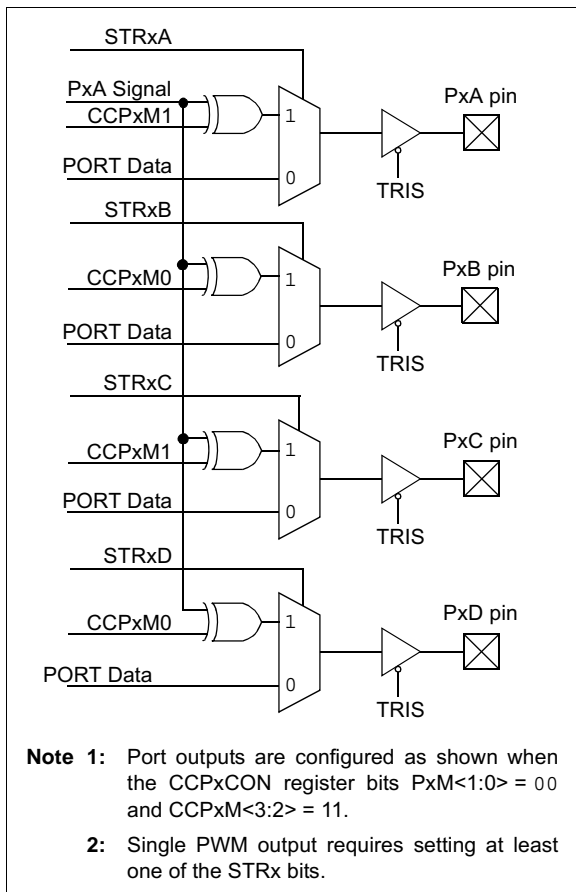 STRxA
PxA Signal
CCPxM1
1
PxA pin
PORT Data
0
TRIS
STRxB
CCPxM0
1
PxB pin
PORT Data
0
TRIS
STRxC
CCPxM1
1
PxC pin
PORT Data
0
TRIS
STRxD
CCPxM0
1
PxD pin
PORT Data
0
TRIS
Note 1: Port outputs are configured as shown when
the CCPxCON register bits PxM<1:0> = 00
and CCPxM<3:2> = 11.
2: Single PWM output requires setting at least
one of the STRx bits.